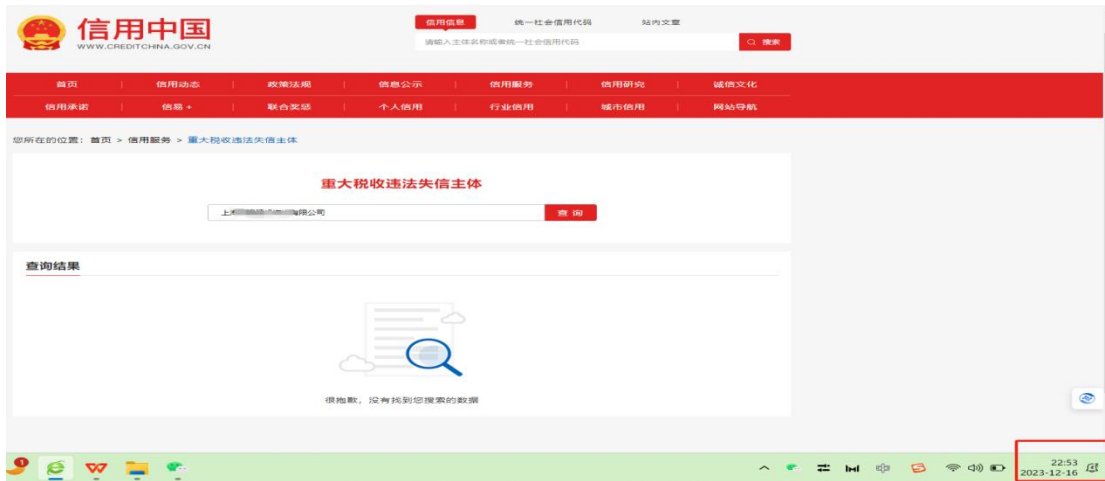 信用中国
WWW.CREDITCHINA.GOV.CN
信用信息 统一社会信用代码 站内文章
请输入主体名称或者统一社会信用代码 搜索
首页 信用动态 政策法规 信息公示 信用服务 信用研究 诚信文化
信用承诺 信易+ 联合奖惩 个人信用 行业信用 城市信用 网站导航
您所在的位置: 首页 > 信用服务 > 重大税收违法失信主体
重大税收违法失信主体
上 有限公司 查询
查询结果
很抱歉,没有找到您搜索的数据
1
22:53
2023-12-16